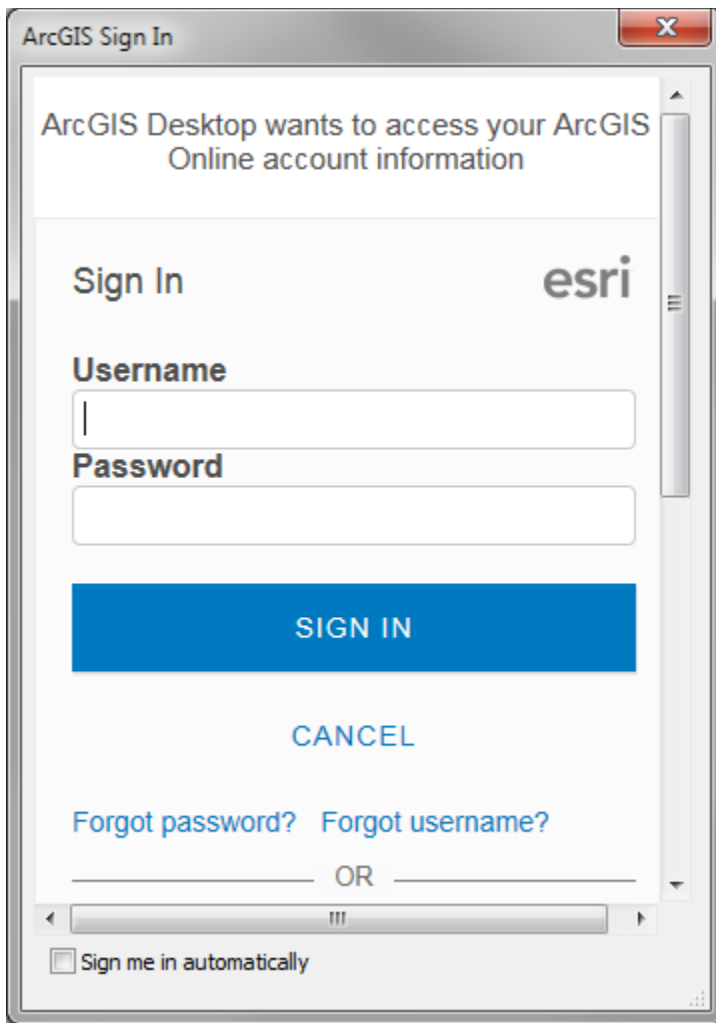 ArcGIS Sign In
ArcGIS Desktop wants to access your ArcGIS
Online account information
Sign In esri
Username
Password
SIGN IN
CANCEL
Forgot password? Forgot username?
OR
Sign me in automatically